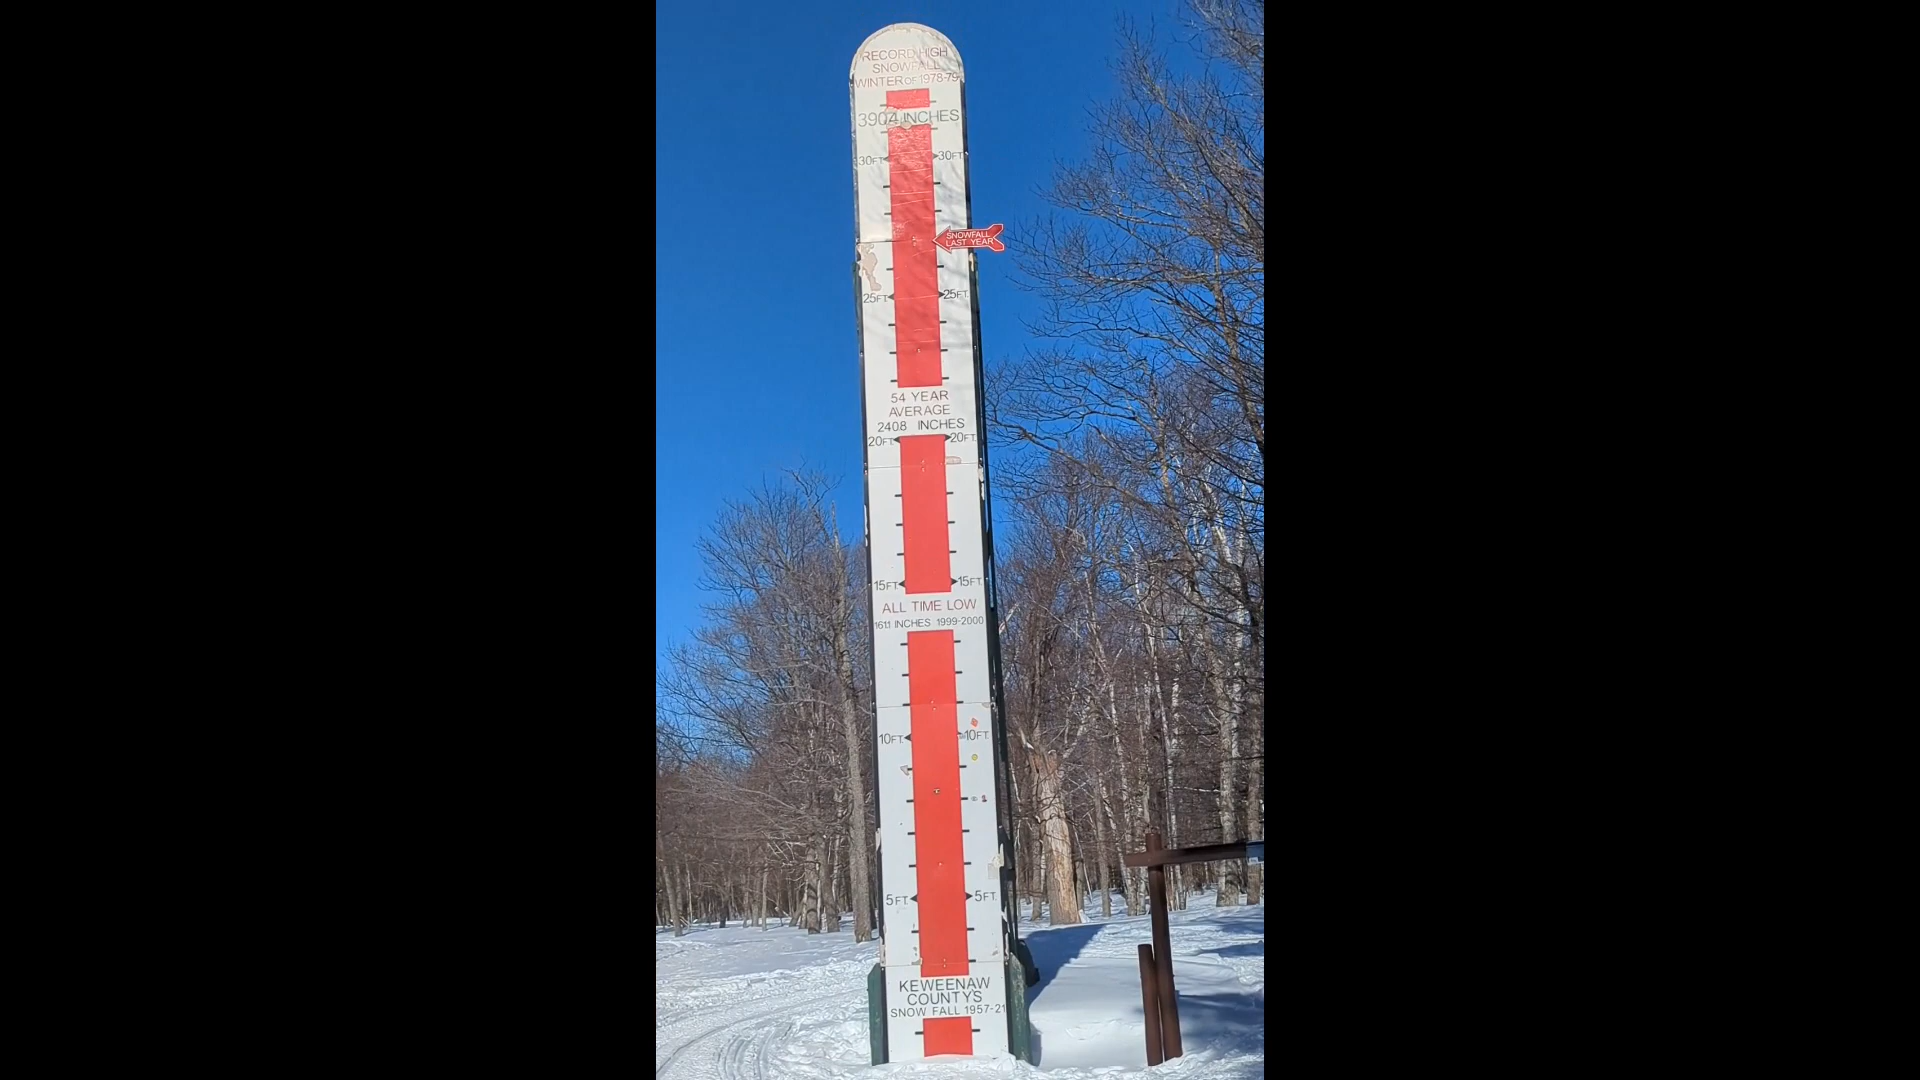 RECORD HIGH
SNOWFALL
WINTER OF 1978-79
390.4 INCHES
30FT. 30FT.
SNOWFALL
LAST YEAR
25FT. 25FT.
54 YEAR
AVERAGE
240.8 INCHES
20FT. 20FT.
15FT. 15FT.
ALL TIME LOW
161.1 INCHES 1999-2000
10FT. 10FT.
5FT. 5FT.
KEWEENAW
COUNTY'S
SNOW FALL 1957-21